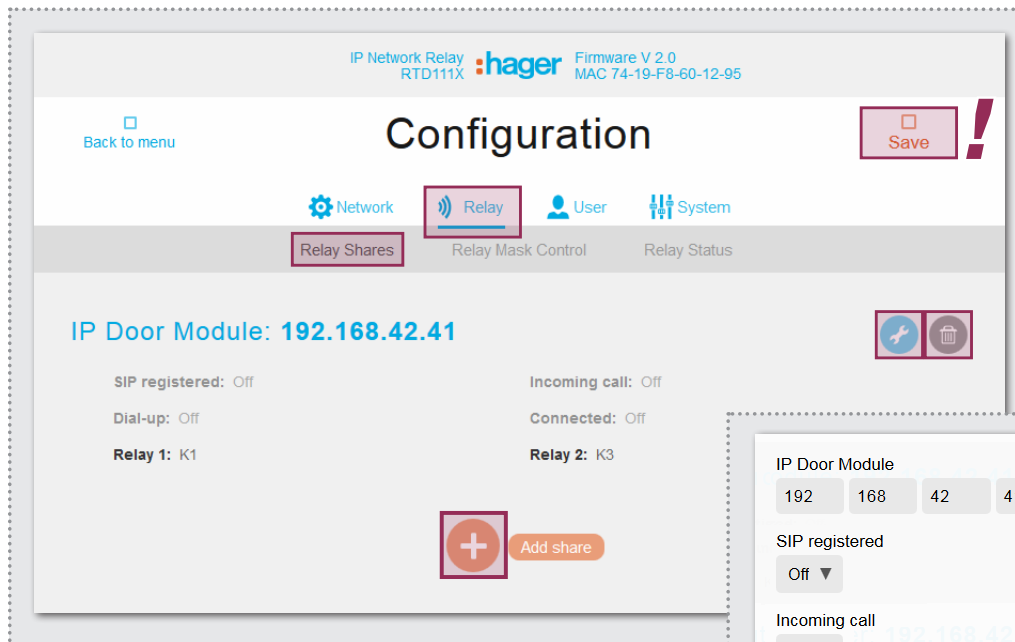 IP Network Relay
RTD111X
:hager
Firmware V 2.0
MAC 74-19-F8-60-12-95
Back to menu
Configuration
Save
!
Network
Relay
User
System
Relay Shares
Relay Mask Control
Relay Status
IP Door Module: 192.168.42.41
SIP registered: Off
Incoming call: Off
Dial-up: Off
Connected: Off
Relay 1: K1
Relay 2: K3
Add share
IP Door Module
192
168
42
SIP registered
Off ▼
Incoming call